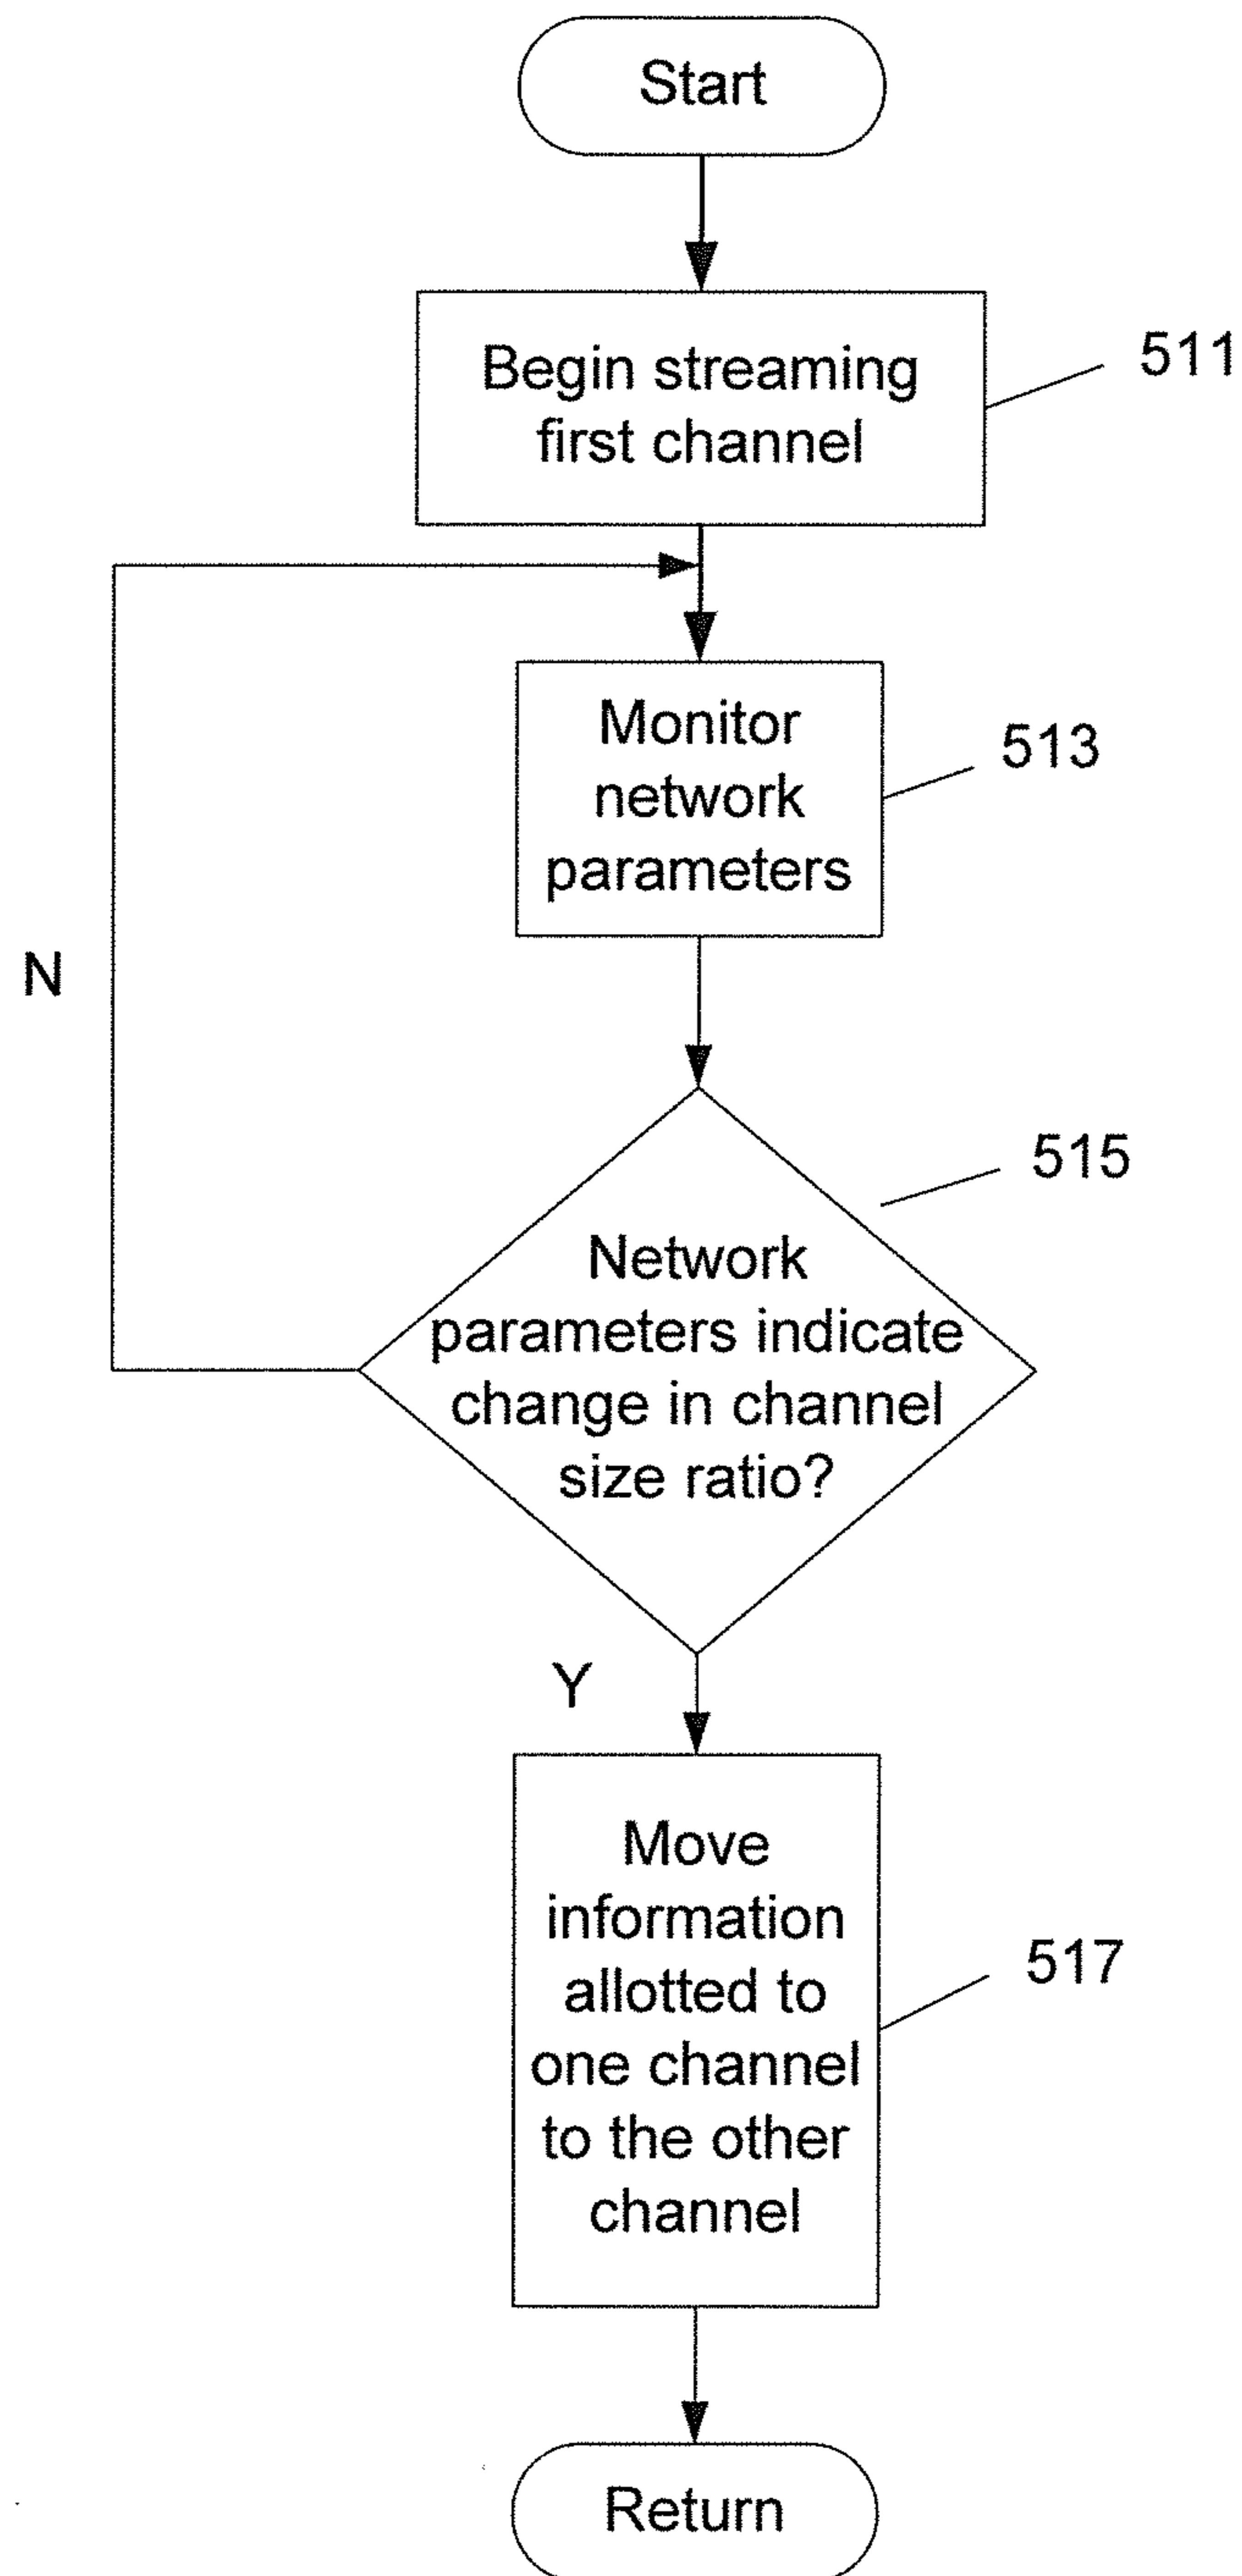 Start
Begin streaming
first channel
511
Monitor
network
parameters
513
N
515
Network
parameters indicate
change in channel
size ratio?
Y
Move
information
allotted to
one channel
to the other
channel
517
Return